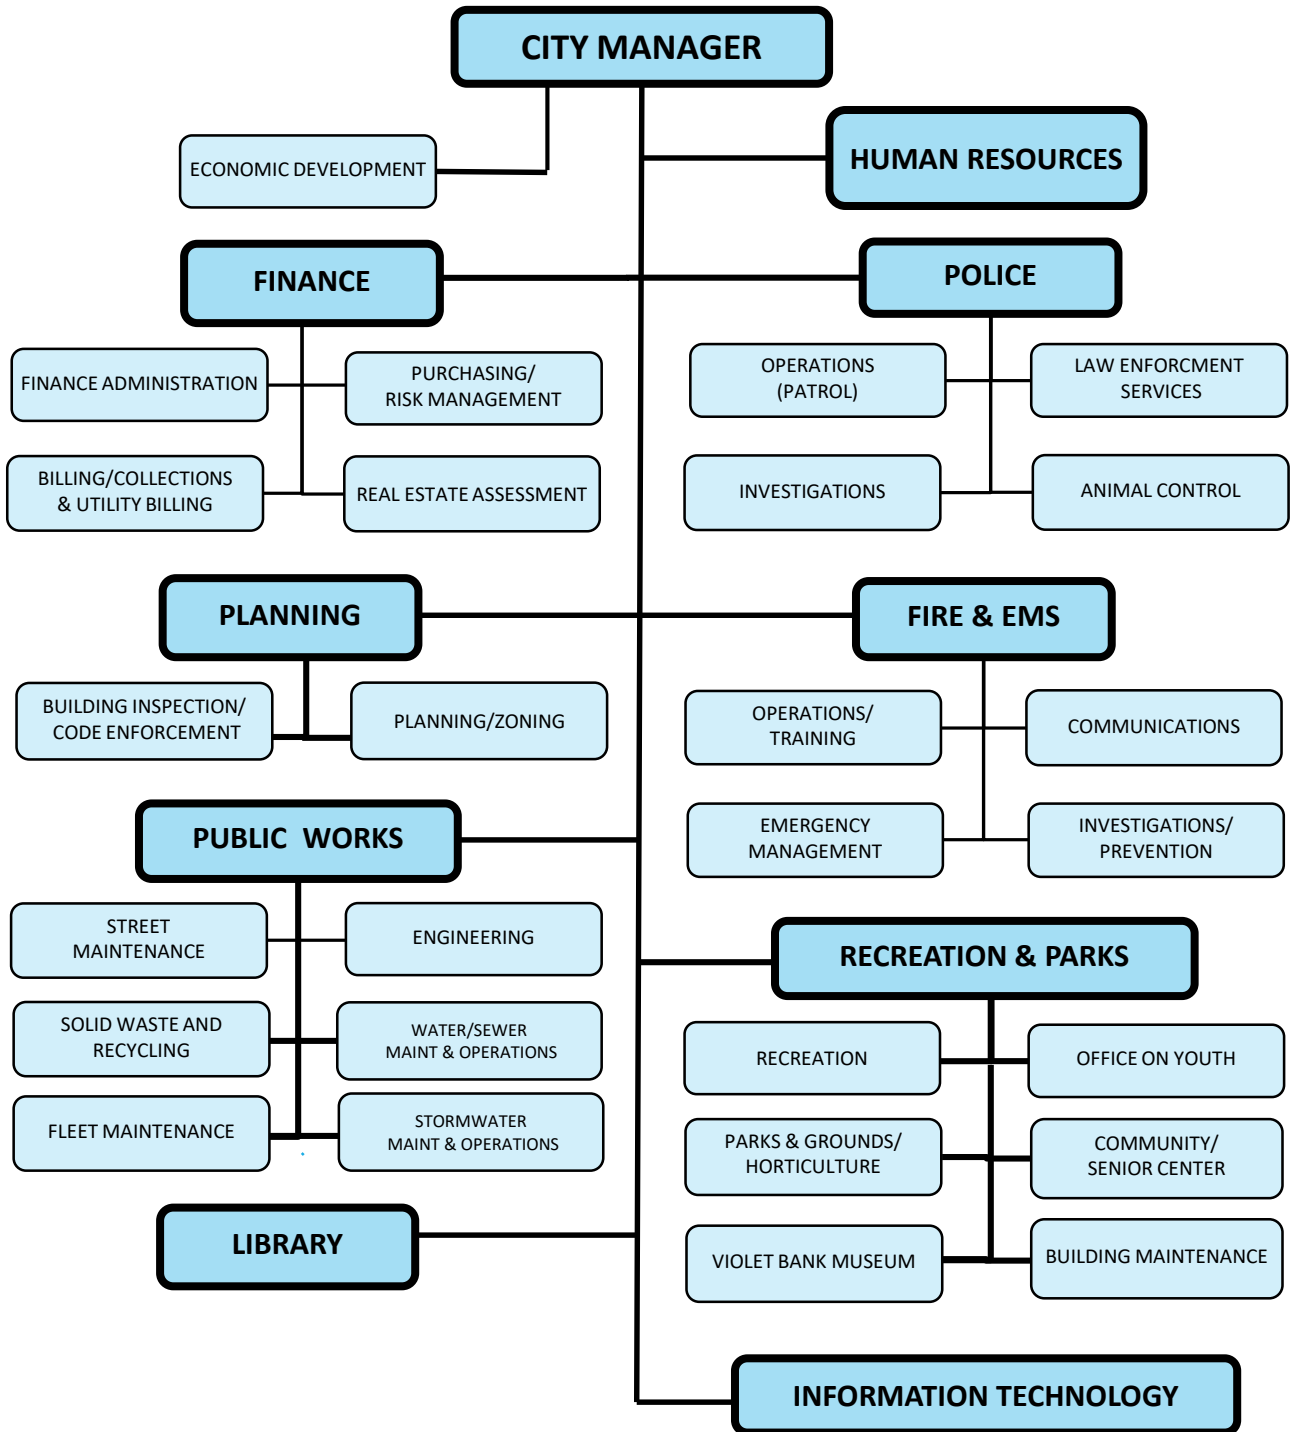 CITY MANAGER
ECONOMIC DEVELOPMENT
HUMAN RESOURCES
FINANCE
POLICE
FINANCE ADMINISTRATION
PURCHASING/
RISK MANAGEMENT
OPERATIONS
(PATROL)
LAW ENFORCMENT
SERVICES
BILLING/COLLECTIONS
& UTILITY BILLING
REAL ESTATE ASSESSMENT
INVESTIGATIONS
ANIMAL CONTROL
PLANNING
FIRE & EMS
BUILDING INSPECTION/
CODE ENFORCEMENT
PLANNING/ZONING
OPERATIONS/
TRAINING
COMMUNICATIONS
PUBLIC WORKS
EMERGENCY
MANAGEMENT
INVESTIGATIONS/
PREVENTION
STREET
MAINTENANCE
ENGINEERING
RECREATION & PARKS
SOLID WASTE AND
RECYCLING
WATER/SEWER
MAINT & OPERATIONS
RECREATION
OFFICE ON YOUTH
FLEET MAINTENANCE
STORMWATER
MAINT & OPERATIONS
PARKS & GROUNDS/
HORTICULTURE
COMMUNITY/
SENIOR CENTER
LIBRARY
VIOLET BANK MUSEUM
BUILDING MAINTENANCE
INFORMATION TECHNOLOGY